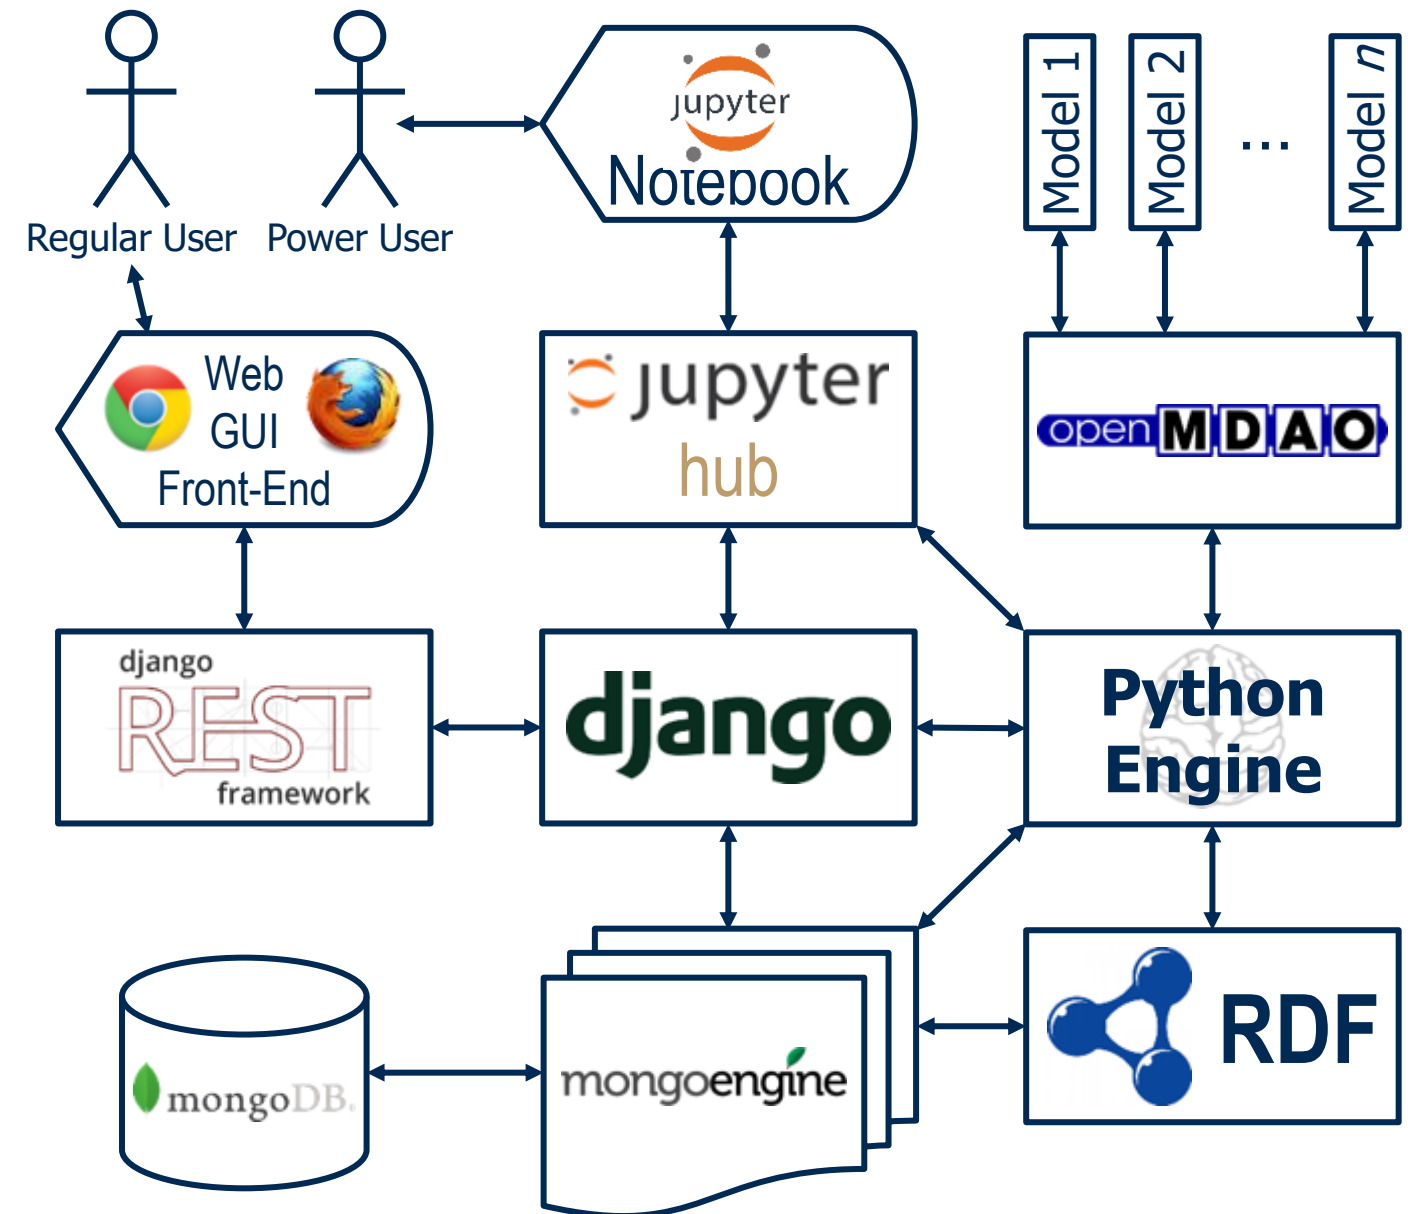 Regular User
Power User
jupyter
Notebook
Model 1
Model 2
...
Model n
Web
GUI
Front-End
jupyter
hub
openMDAO
django
REST
framework
django
Python
Engine
mongoDB.
mongoengine
RDF